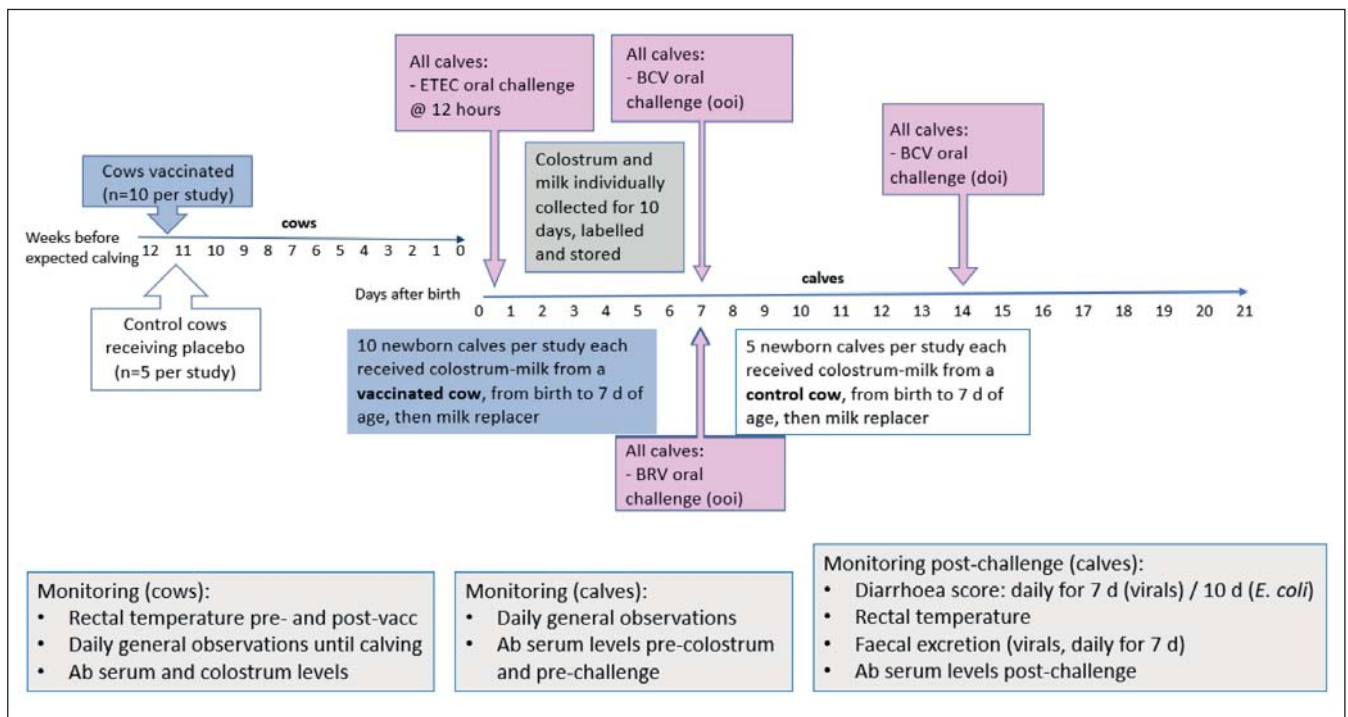 All calves:
- ETEC oral challenge
@ 12 hours
All calves:
- BCV oral
challenge (ooi)
All calves:
- BCV oral
challenge (doi)
Cows vaccinated
(n=10 per study)
Colostrum and
milk individually
collected for 10
days, labelled
and stored
cows
Weeks before
expected calving
12 11 10 9 8 7 6 5 4 3 2 1 0
Control cows
receiving placebo
(n=5 per study)
calves
Days after birth
0 1 2 3 4 5 6 7 8 9 10 11 12 13 14 15 16 17 18 19 20 21
10 newborn calves per study each
received colostrum-milk from a
vaccinated cow, from birth to 7 d of
age, then milk replacer
5 newborn calves per study each
received colostrum-milk from a
control cow, from birth to 7 d of
age, then milk replacer
All calves:
- BRV oral
challenge (ooi)
Monitoring (cows):
• Rectal temperature pre- and post-vacc
• Daily general observations until calving
• Ab serum and colostrum levels
Monitoring (calves):
• Daily general observations
• Ab serum levels pre-colostrum
and pre-challenge
Monitoring post-challenge (calves):
• Diarrhoea score: daily for 7 d (virals) / 10 d (E. coli)
• Rectal temperature
• Faecal excretion (virals, daily for 7 d)
• Ab serum levels post-challenge